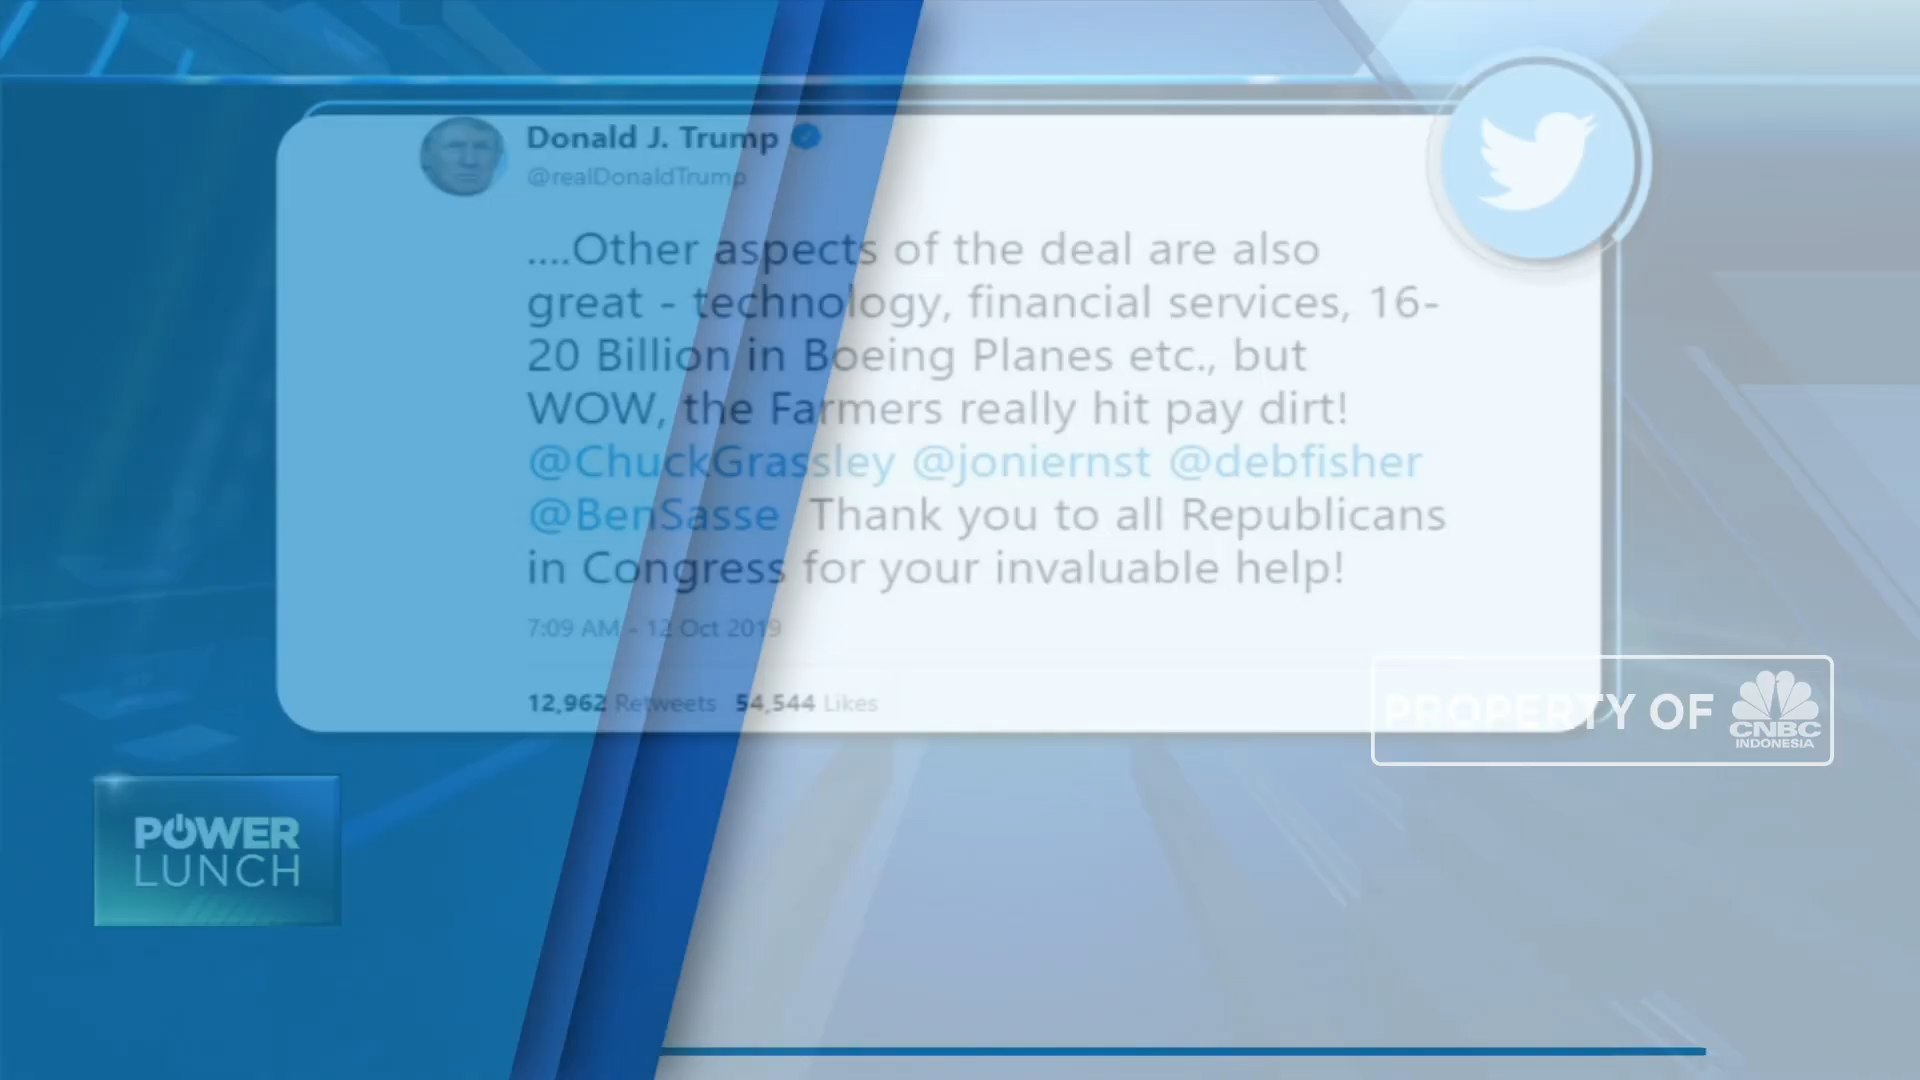 Donald J. Trump
@realDonaldTrump
....Other aspects of the deal are also
great - technology, financial services, 16-
20 Billion in Boeing Planes etc., but
WOW, the Farmers really hit pay dirt!
@ChuckGrassley @joniernst @debfisher
@BenSasse Thank you to all Republicans
in Congress for your invaluable help!
7:09 AM - 12 Oct 2019
12,962 Retweets 54,544 Likes
PROPERTY OF
CNBC
INDONESIA
POWER
LUNCH